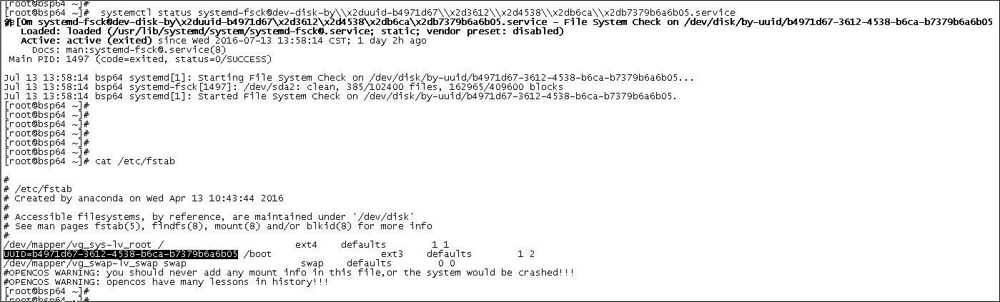 [root@bsp64 ~]#
[root@bsp64 ~]#  systemctl status systemd-fsck@dev-disk-by\\x2duuid-b4971d67\\x2d3612\\x2d4538\\x2db6ca\\x2db7379b6a6b05.service
[0m systemd-fsck@dev-disk-by\x2duuid-b4971d67\x2d3612\x2d4538\x2db6ca\x2db7379b6a6b05.service - File System Check on /dev/disk/by-uuid/b4971d67-3612-4538-b6ca-b7379b6a6b05
   Loaded: loaded (/usr/lib/systemd/system/systemd-fsck@.service; static; vendor preset: disabled)
   Active: active (exited) since Wed 2016-07-13 13:58:14 CST; 1 day 2h ago
     Docs: man:systemd-fsck@.service(8)
 Main PID: 1497 (code=exited, status=0/SUCCESS)

Jul 13 13:58:14 bsp64 systemd[1]: Starting File System Check on /dev/disk/by-uuid/b4971d67-3612-4538-b6ca-b7379b6a6b05...
Jul 13 13:58:14 bsp64 systemd-fsck[1497]: /dev/sda2: clean, 385/102400 files, 162965/409600 blocks
Jul 13 13:58:14 bsp64 systemd[1]: Started File System Check on /dev/disk/by-uuid/b4971d67-3612-4538-b6ca-b7379b6a6b05.
[root@bsp64 ~]#
[root@bsp64 ~]#
[root@bsp64 ~]#
[root@bsp64 ~]#
[root@bsp64 ~]#
[root@bsp64 ~]#
[root@bsp64 ~]# cat /etc/fstab

#
# /etc/fstab
# Created by anaconda on Wed Apr 13 10:43:44 2016
#
# Accessible filesystems, by reference, are maintained under '/dev/disk'
# See man pages fstab(5), findfs(8), mount(8) and/or blkid(8) for more info
#
/dev/mapper/vg_sys-lv_root /                       ext4    defaults        1 1
UUID=b4971d67-3612-4538-b6ca-b7379b6a6b05 /boot                   ext3    defaults        1 2
/dev/mapper/vg_swap-lv_swap swap                    swap    defaults        0 0
#OPENCOS WARNING: you should never add any mount info in this file,or the system would be crashed!!!
#OPENCOS WARNING: opencos have many lessons in history!!!
[root@bsp64 ~]#
[root@bsp64 ~]#